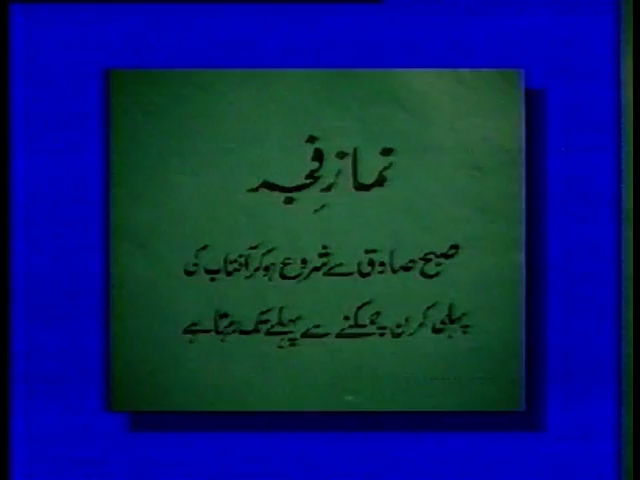 نمازِ فجر
صبح صادق سے شروع ہو کر آفتاب کی
پہلی کرن چمکنے سے پہلے تک رہتا ہے